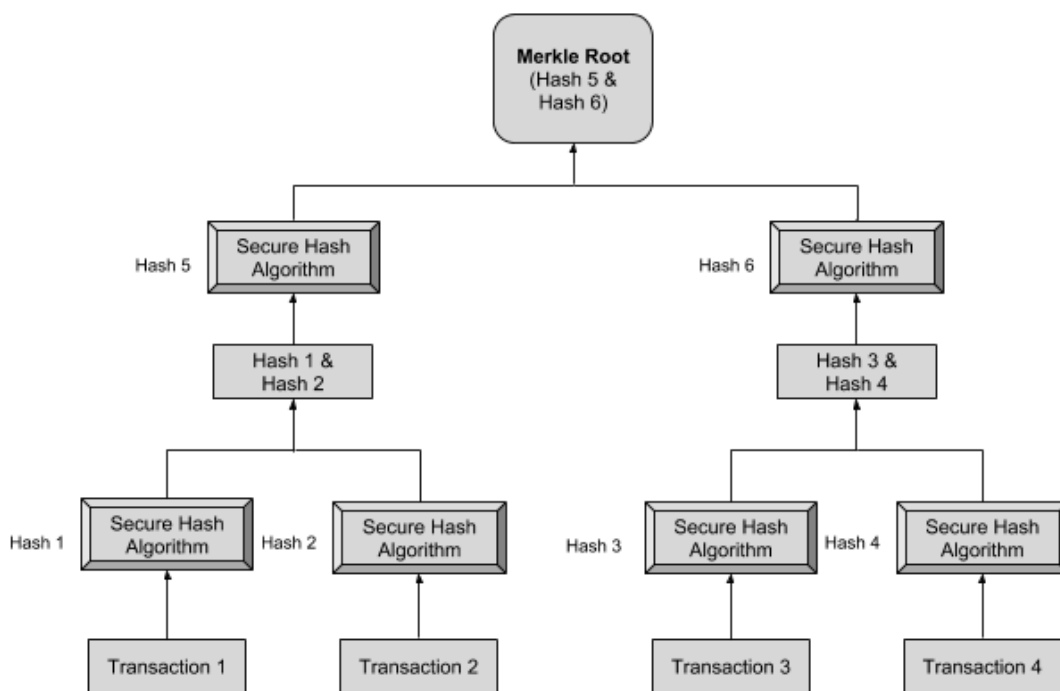 Merkle Root
(Hash 5 &
Hash 6)
Hash 5
Secure Hash
Algorithm
Hash 6
Secure Hash
Algorithm
Hash 1 &
Hash 2
Hash 3 &
Hash 4
Hash 1
Secure Hash
Algorithm
Hash 2
Secure Hash
Algorithm
Hash 3
Secure Hash
Algorithm
Hash 4
Secure Hash
Algorithm
Transaction 1
Transaction 2
Transaction 3
Transaction 4